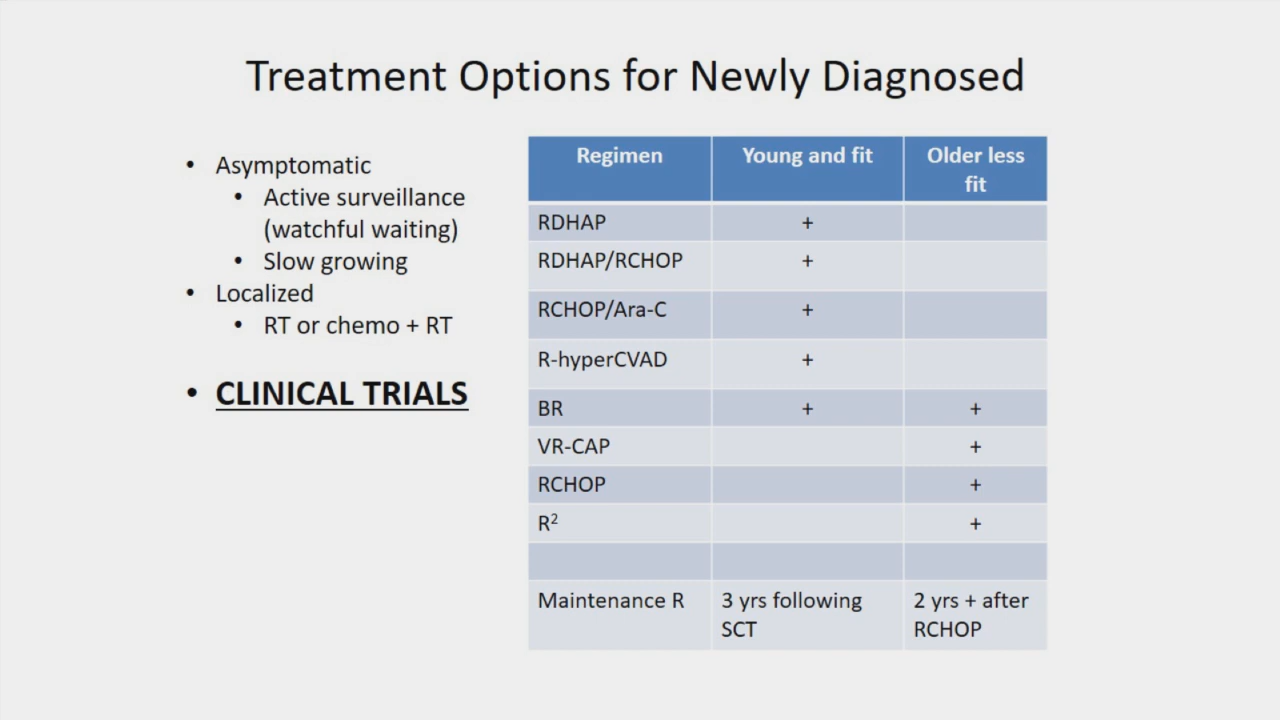 Treatment Options for Newly Diagnosed
• Asymptomatic
• Active surveillance
(watchful waiting)
• Slow growing
• Localized
• RT or chemo + RT
• CLINICAL TRIALS
Regimen Young and fit Older less
fit
RDHAP +
RDHAP/RCHOP +
RCHOP/Ara-C +
R-hyperCVAD +
BR + +
VR-CAP +
RCHOP +
R²  +
Maintenance R 3 yrs following 2 yrs + after
SCT RCHOP